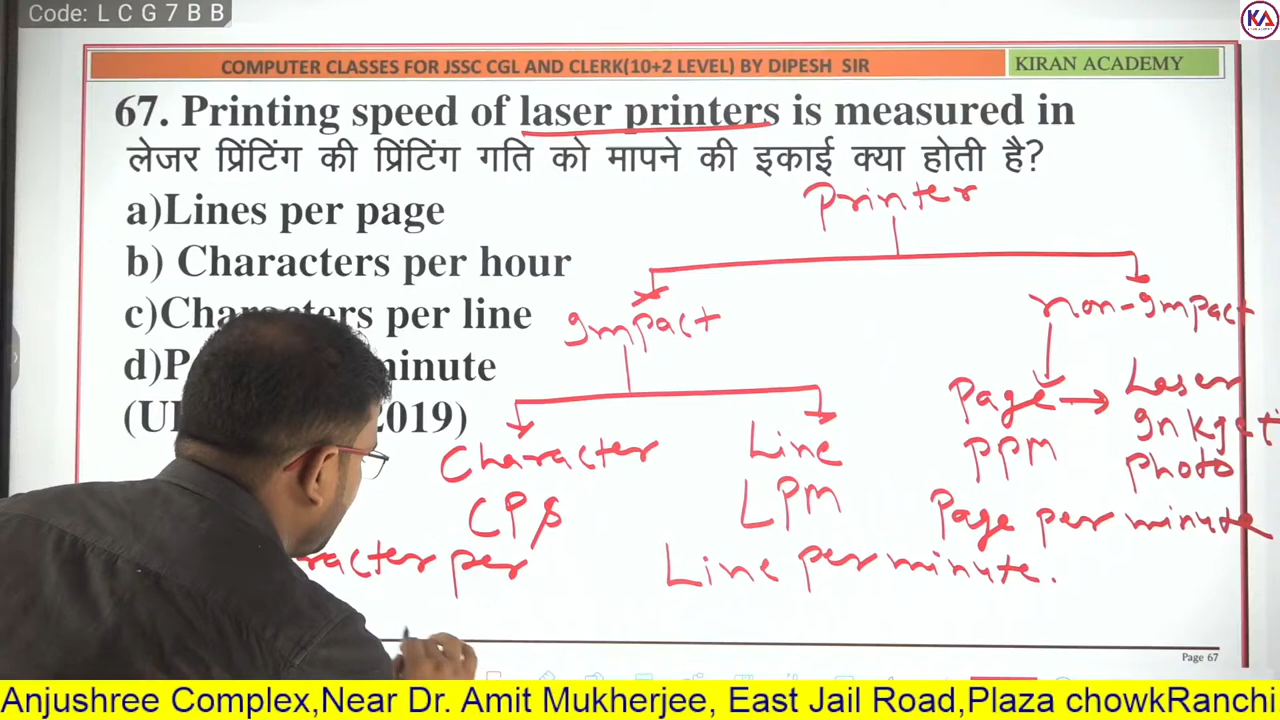 Code: L C G 7 B B
KA
COMPUTER CLASSES FOR JSSC CGL AND CLERK(10+2 LEVEL) BY DIPESH SIR
KIRAN ACADEMY
67. Printing speed of laser printers is measured in
लेजर प्रिंटिंग की प्रिंटिंग गति को मापने की इकाई क्या होती है?
a)Lines per page
b) Characters per hour
c)Characters per line
d)P minute
(U 2019)
Printer
Impact
non-Impact
Character
Line
Page → Laser
InkJet
Photo
CPS
LPM
PPM
racter per
Line per minute.
Page per minute
Page 67
Anjushree Complex,Near Dr. Amit Mukherjee, East Jail Road,Plaza chowkRanchi